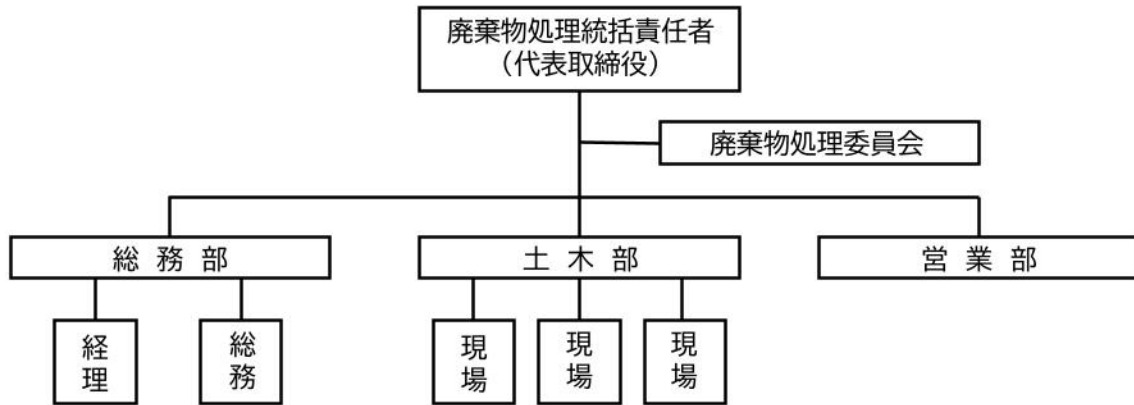 廃棄物処理統括責任者
（代表取締役）
廃棄物処理委員会
総務部
土木部
営業部
経理
総務
現場
現場
現場